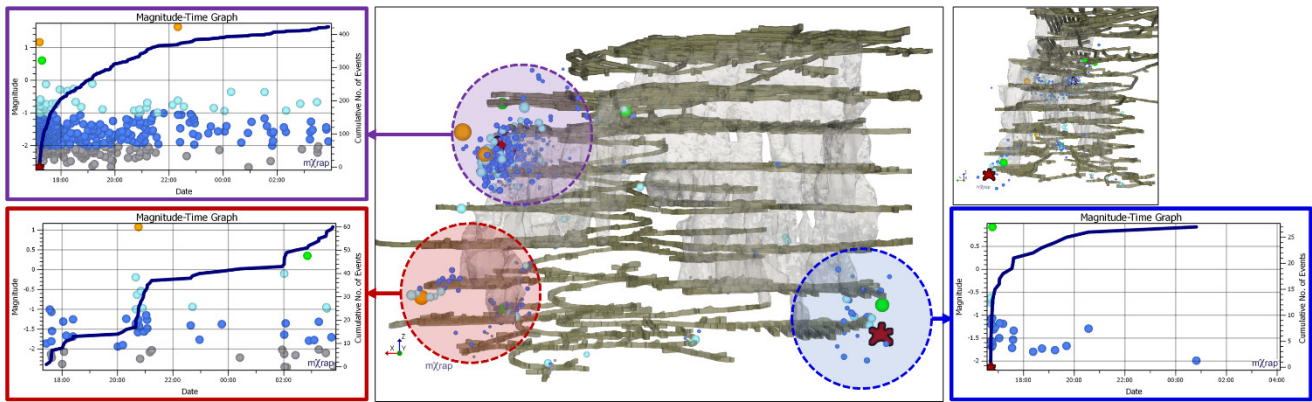 Magnitude-Time Graph
Magnitude
Cumulative No. of Events
1
0
-1
-2
400
350
300
250
200
150
100
50
0
18:00 20:00 22:00 00:00 02:00
Date
mXrap
Magnitude-Time Graph
Magnitude
Cumulative No. of Events
1
0.5
0
-0.5
-1
-1.5
-2
60
50
40
30
20
10
0
18:00 20:00 22:00 00:00 02:00
Date
mXrap
X Y
mXrap
mXrap
Magnitude-Time Graph
Magnitude
Cumulative No. of Events
0.5
0
-0.5
-1
-1.5
-2
25
20
15
10
5
0
18:00 20:00 22:00 00:00 02:00 04:00
Date
mXrap